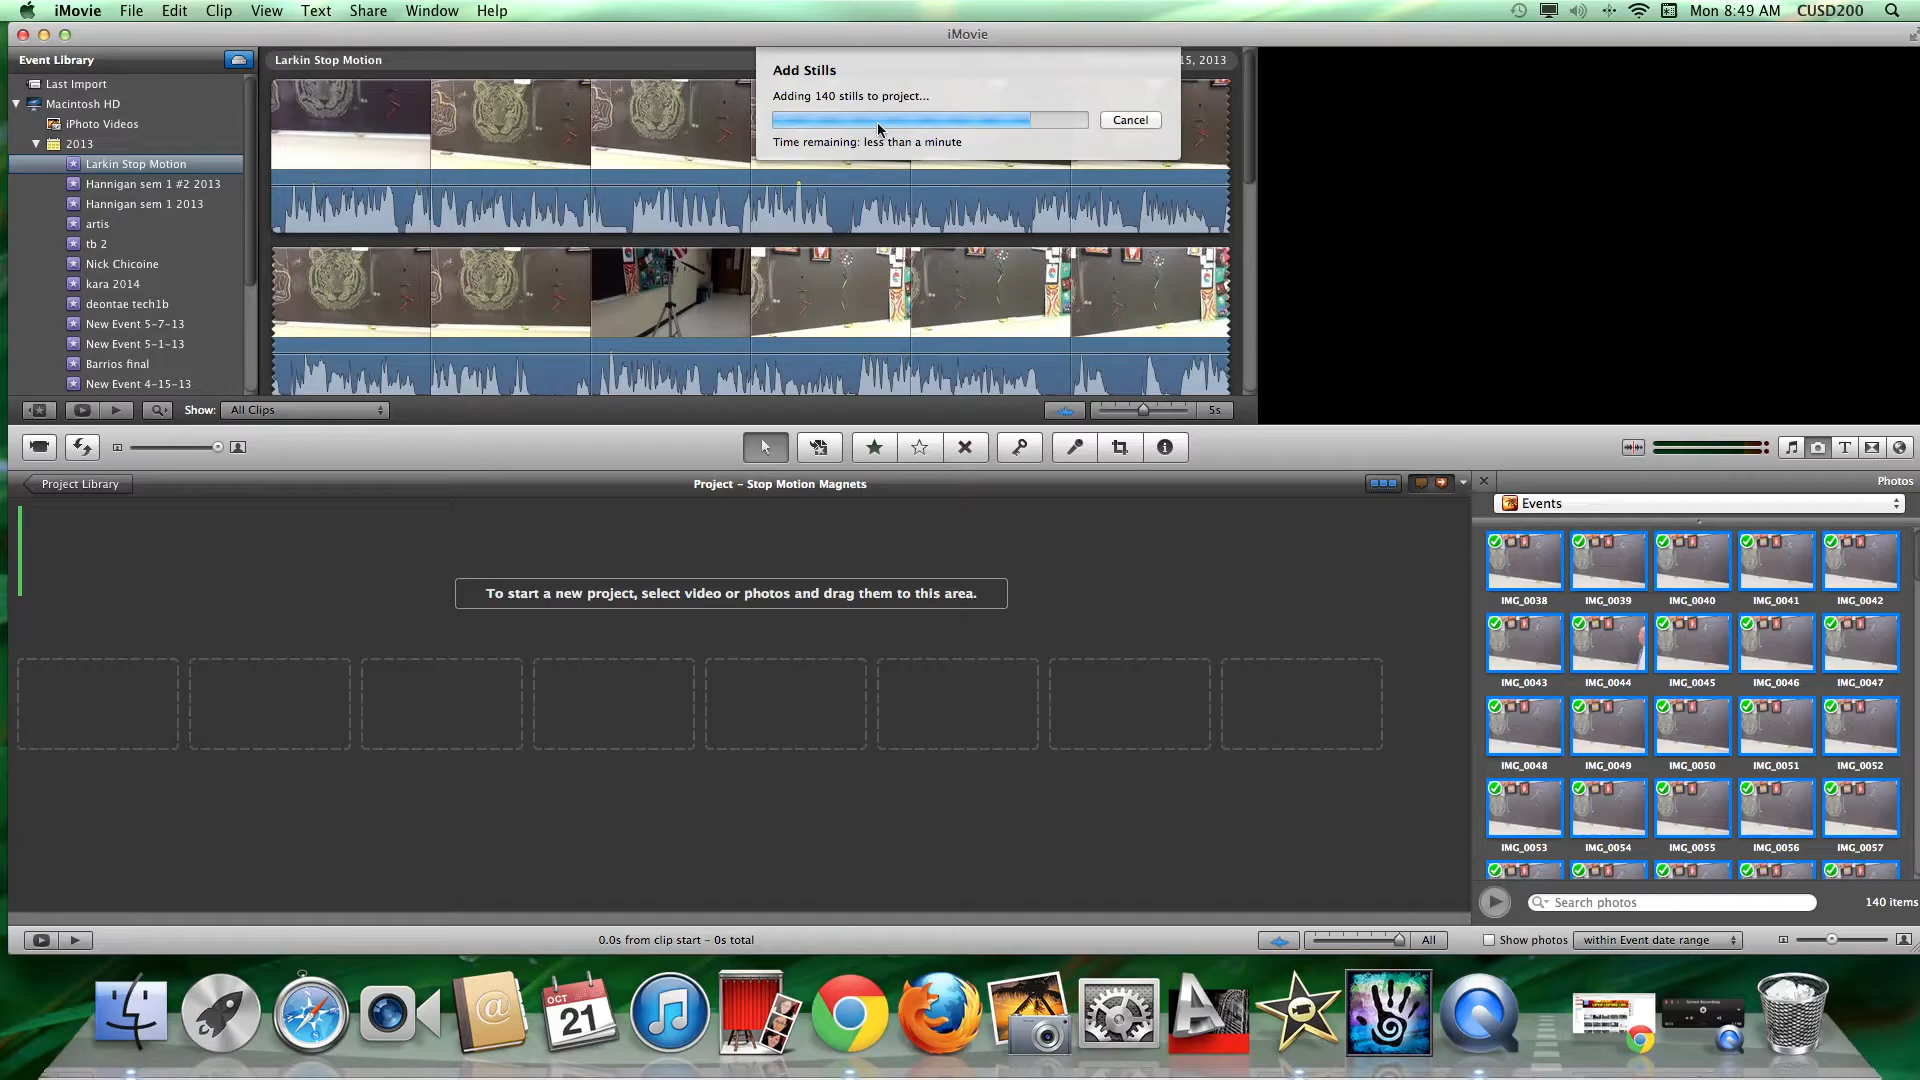 iMovie File Edit Clip View Text Share Window Help
Mon 8:49 AM CUSD200
iMovie
Event Library
Last Import
Macintosh HD
iPhoto Videos
2013
Larkin Stop Motion
Hannigan sem 1 #2 2013
Hannigan sem 1 2013
artis
tb 2
Nick Chicoine
kara 2014
deontae tech1b
New Event 5-7-13
New Event 5-1-13
Barrios final
New Event 4-15-13
Larkin Stop Motion
15, 2013
Add Stills
Adding 140 stills to project...
Cancel
Time remaining: less than a minute
Show: All Clips
5s
Project Library
Project – Stop Motion Magnets
To start a new project, select video or photos and drag them to this area.
Photos
Events
IMG_0038 IMG_0039 IMG_0040 IMG_0041 IMG_0042
IMG_0043 IMG_0044 IMG_0045 IMG_0046 IMG_0047
IMG_0048 IMG_0049 IMG_0050 IMG_0051 IMG_0052
IMG_0053 IMG_0054 IMG_0055 IMG_0056 IMG_0057
Search photos
140 items
0.0s from clip start – 0s total
All
Show photos within Event date range
OCT
21